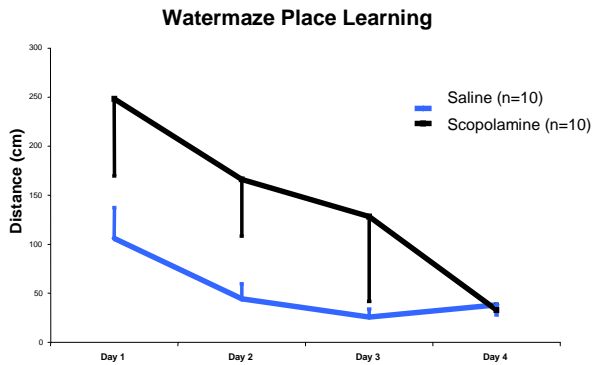 Watermaze Place Learning
300
250
200
150
100
50
0
Distance (cm)
Saline (n=10)
Scopolamine (n=10)
Day 1
Day 2
Day 3
Day 4